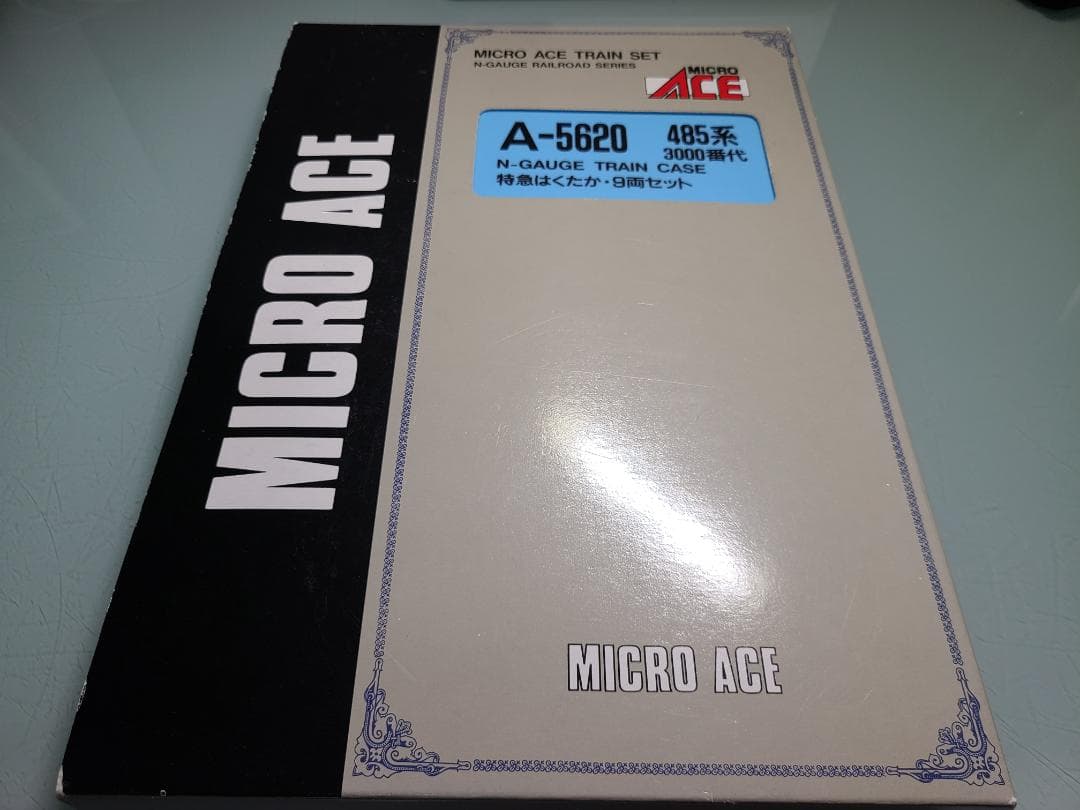 MICRO ACE TRAIN SET
N-GAUGE RAILROAD SERIES
MICRO
ACE
A-5620 485系
3000番代
N-GAUGE TRAIN CASE
特急はくたか・9両セット
MICRO ACE
MICRO ACE